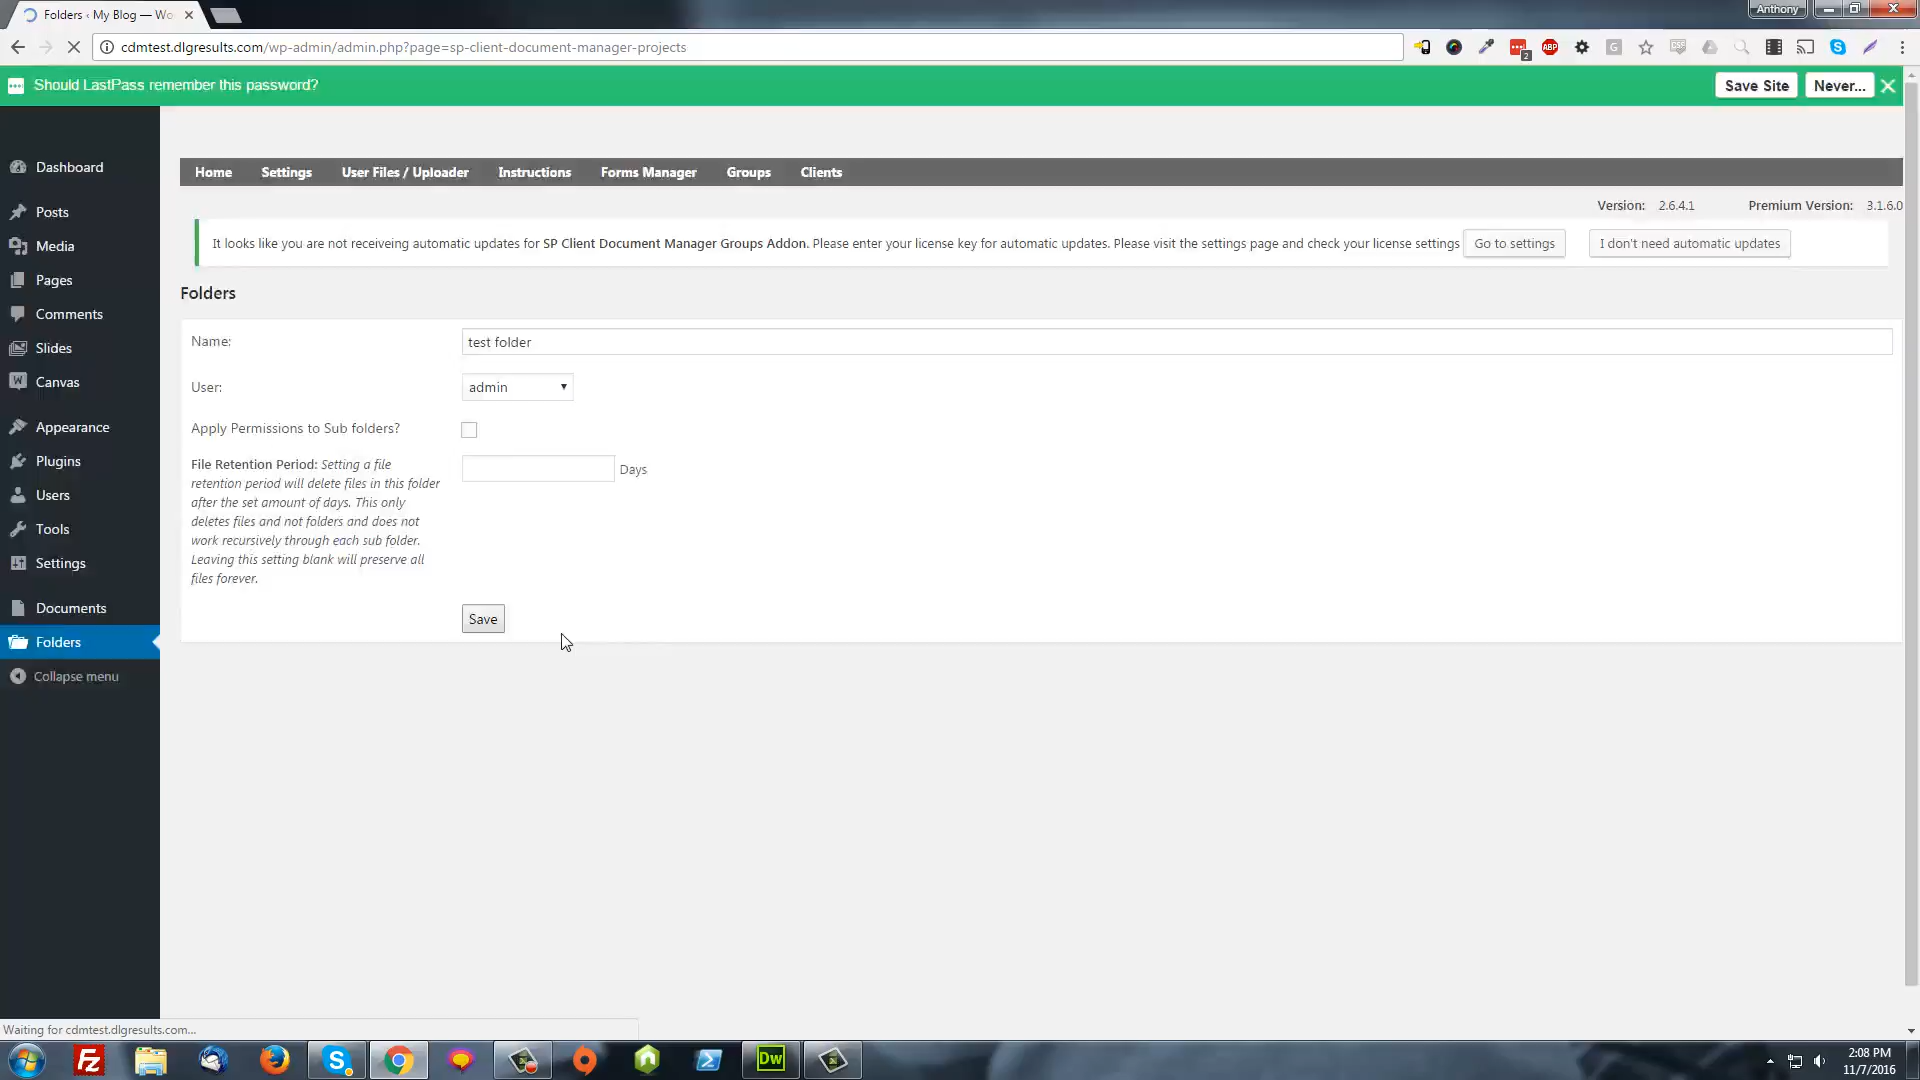 Folders ‹ My Blog — Wo
Anthony
cdmtest.dlgresults.com/wp-admin/admin.php?page=sp-client-document-manager-projects
ABP
2
Should LastPass remember this password?
Save Site
Never...
Dashboard
Posts
Media
Pages
Comments
Slides
Canvas
Appearance
Plugins
Users
Tools
Settings
Documents
Folders
Collapse menu
Home Settings User Files / Uploader Instructions Forms Manager Groups Clients
Version: 2.6.4.1 Premium Version: 3.1.6.0
It looks like you are not receiveing automatic updates for SP Client Document Manager Groups Addon. Please enter your license key for automatic updates. Please visit the settings page and check your license settings Go to settings I don't need automatic updates
Folders
Name: test folder
User: admin
Apply Permissions to Sub folders?
File Retention Period: Setting a file
retention period will delete files in this folder
after the set amount of days. This only
deletes files and not folders and does not
work recursively through each sub folder.
Leaving this setting blank will preserve all
files forever.
Days
Save
Waiting for cdmtest.dlgresults.com...
Fz
S
Dw
2:08 PM
11/7/2016